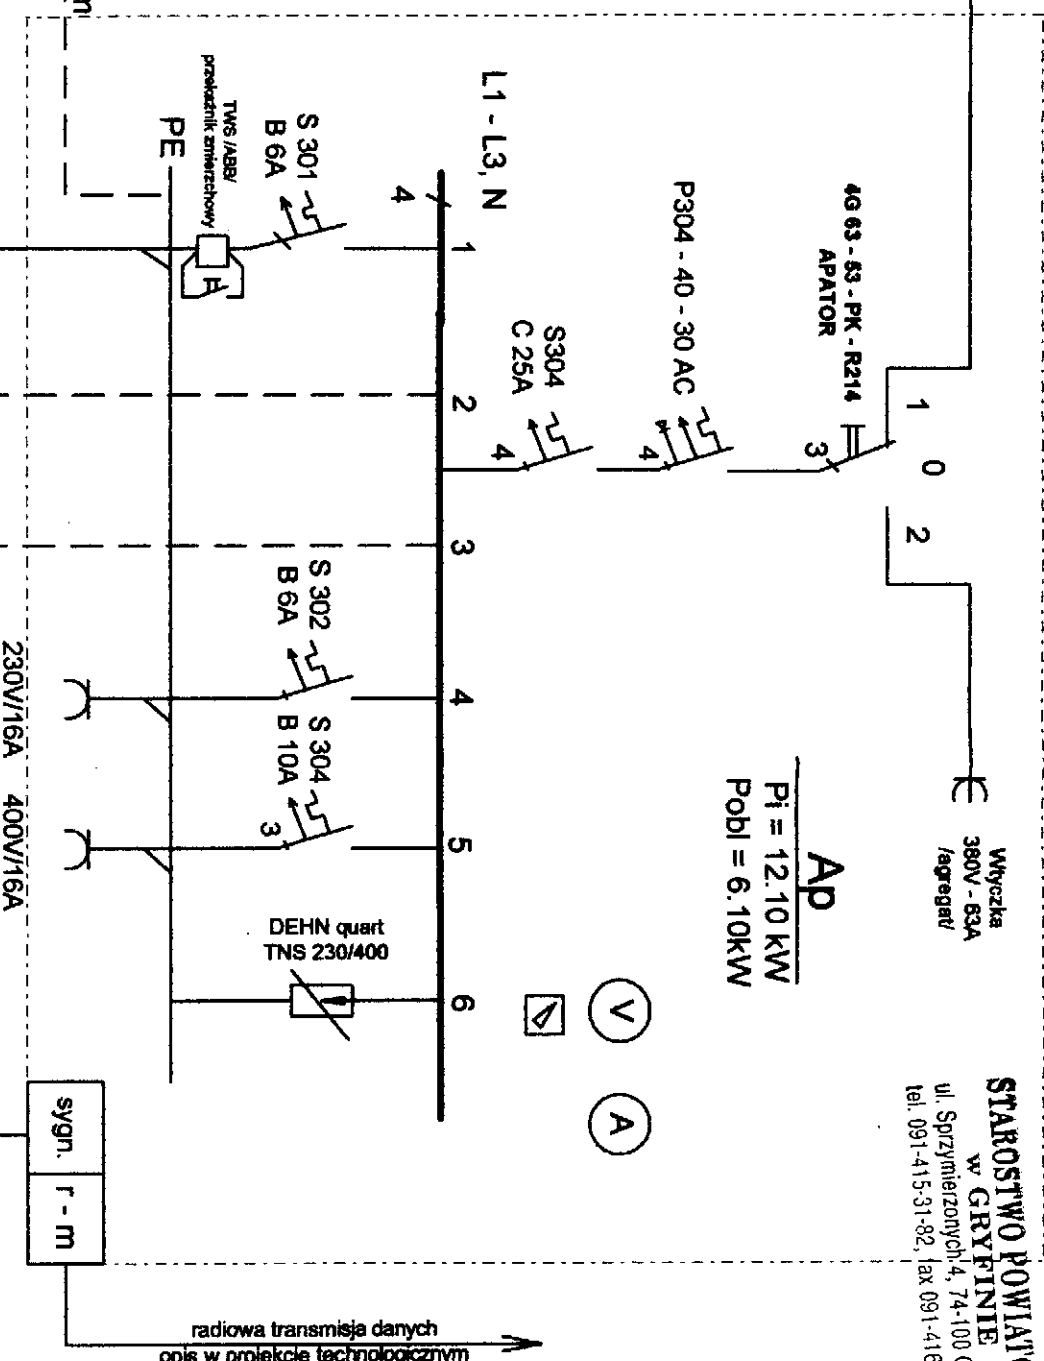 STAROSTWO POWIAT
w GRYFINIE
ul. Sprzymierzonych 4, 74-100
tel. 091-415-31-82, fax 091-416
Wtyczka
380V - 63A
/agregat/
1
0
2
4G 63 - 53 - PK - R214
APATOR
3
Ap
Pi = 12.10 kW
Pobl = 6.10kW
P304 - 40 - 30 AC
4
S304
C 25A
4
V
A
L1 - L3, N
4
1
2
3
4
5
6
S 301
B 6A
S 302
B 6A
S 304
B 10A
3
DEHN quart
TNS 230/400
TWS /ABB/
przekaźnik zmierzchowy
PE
230V/16A
400V/16A
sygn.
r - m
radiowa transmisja danych
opis w projekcie technologicznym